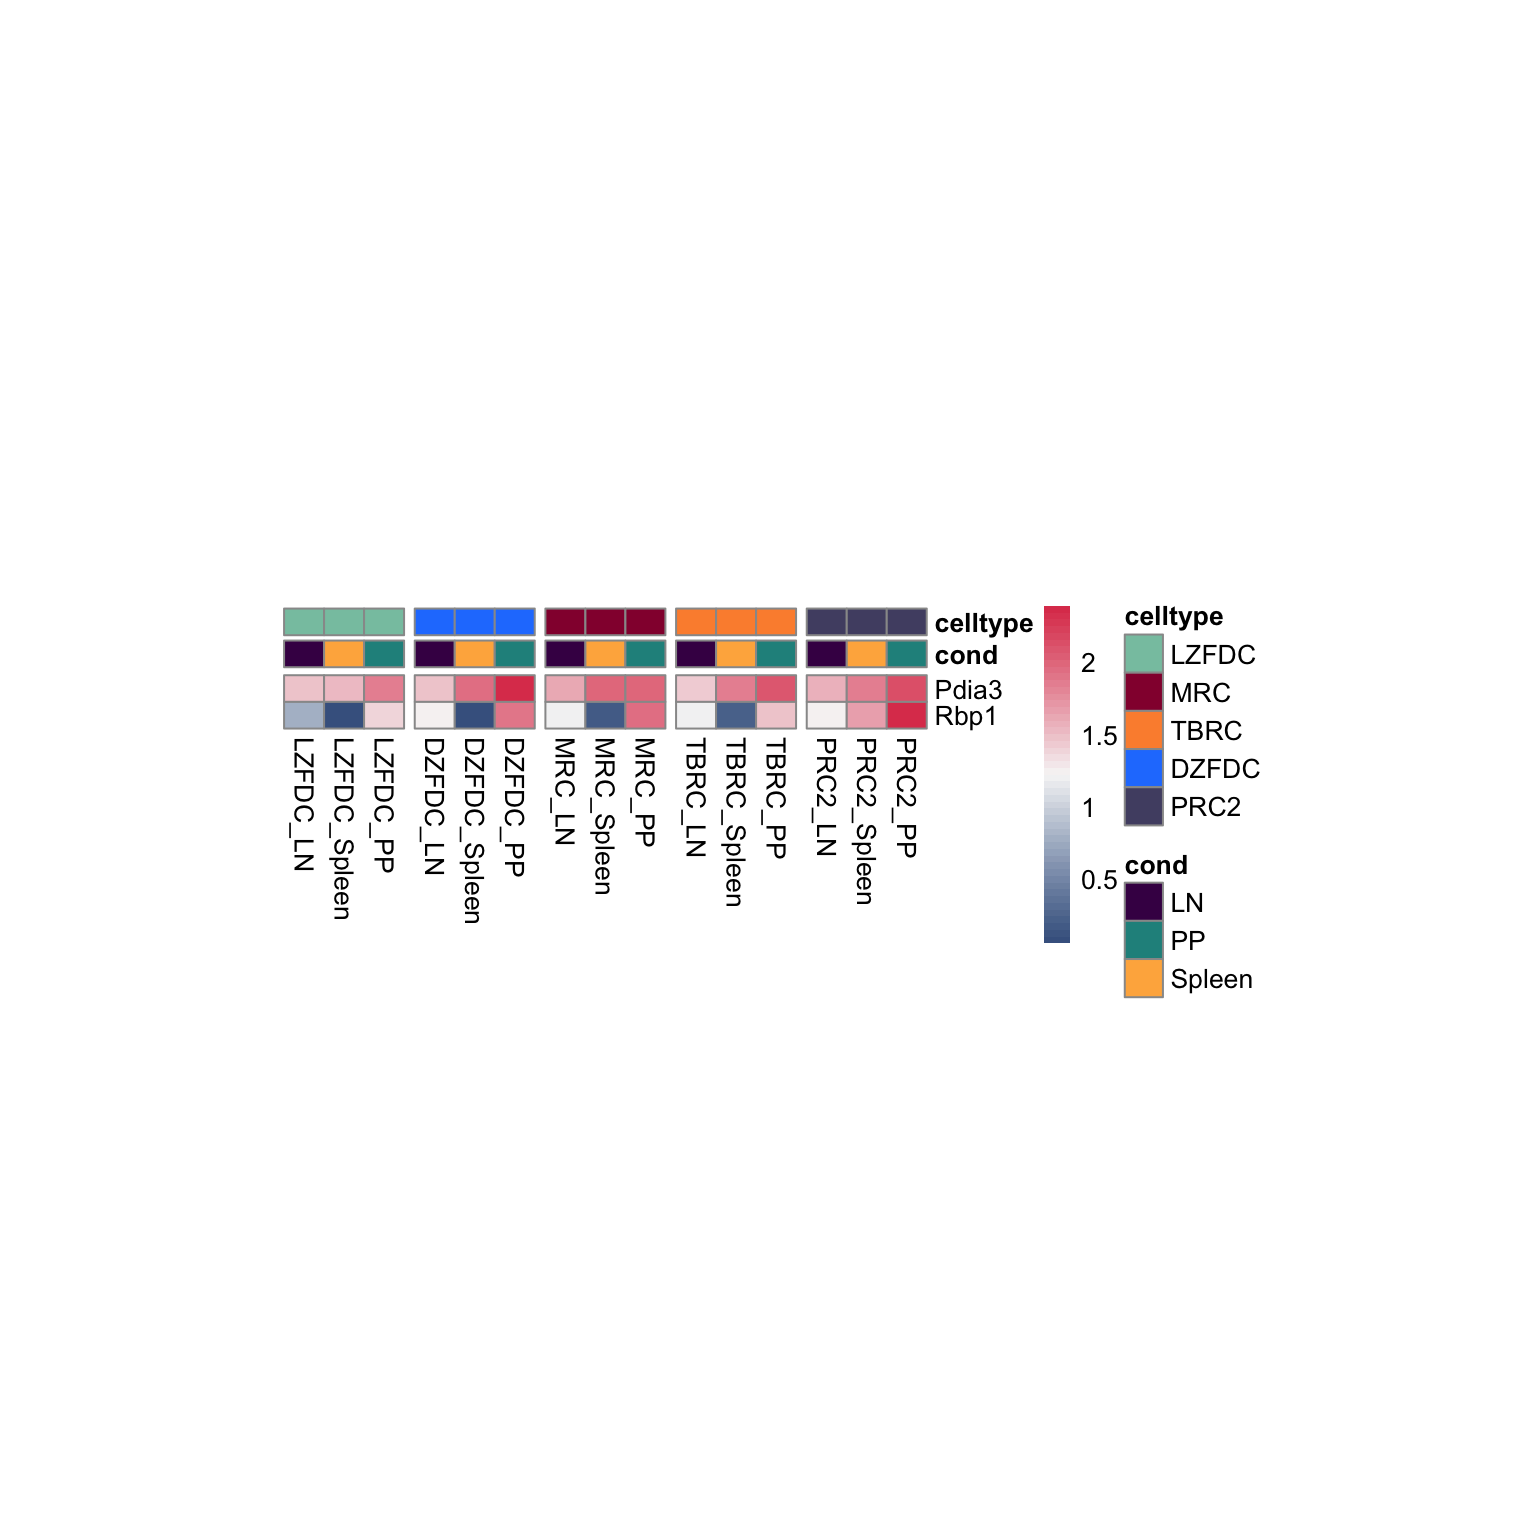 celltype
cond
Pdia3
Rbp1
LZFDC_LN
LZFDC_Spleen
LZFDC_PP
DZFDC_LN
DZFDC_Spleen
DZFDC_PP
MRC_LN
MRC_Spleen
MRC_PP
TBRC_LN
TBRC_Spleen
TBRC_PP
PRC2_LN
PRC2_Spleen
PRC2_PP
2
1.5
1
0.5
celltype
LZFDC
MRC
TBRC
DZFDC
PRC2
cond
LN
PP
Spleen